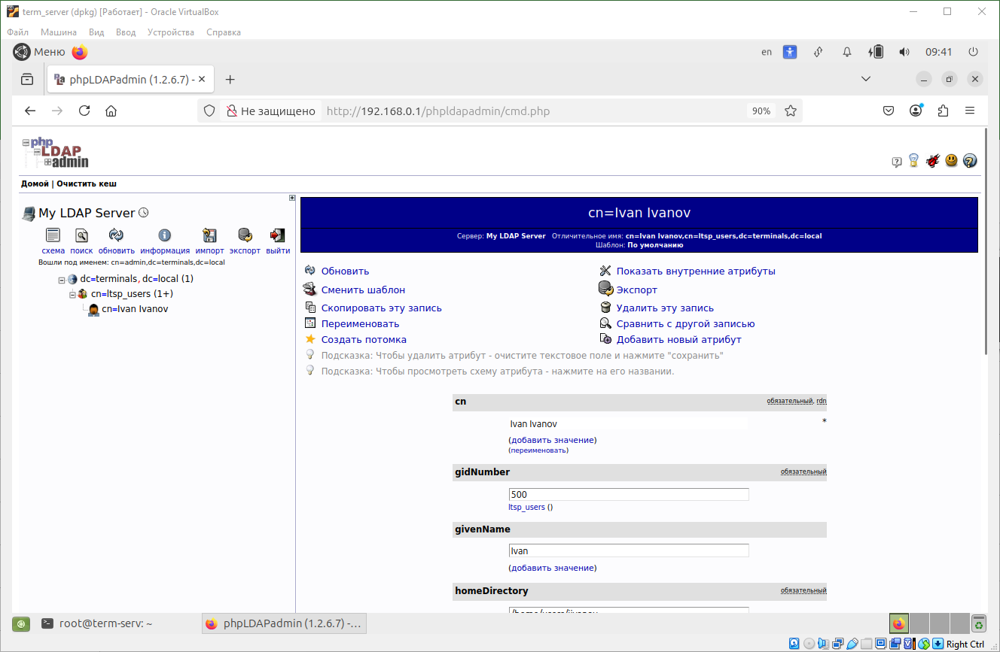 term_server (dpkg) [Работает] - Oracle VirtualBox
Файл Машина Вид Ввод Устройства Справка
Меню en 09:41
phpLDAPadmin (1.2.6.7) -
Не защищено http://192.168.0.1/phpldapadmin/cmd.php 90%
php
LDAP
admin
Домой | Очистить кеш
My LDAP Server
схема поиск обновить информация импорт экспорт выйти
Вошли под именем: cn=admin,dc=terminals,dc=local
dc=terminals, dc=local (1)
cn=ltsp_users (1+)
cn=Ivan Ivanov
cn=Ivan Ivanov
Сервер: My LDAP Server Отличительное имя: cn=Ivan Ivanov,cn=ltsp_users,dc=terminals,dc=local
Шаблон: По умолчанию
Обновить Показать внутренние атрибуты
Сменить шаблон Экспорт
Скопировать эту запись Удалить эту запись
Переименовать Сравнить с другой записью
Создать потомка Добавить новый атрибут
Подсказка: Чтобы удалить атрибут - очистите текстовое поле и нажмите "сохранить"
Подсказка: Чтобы просмотреть схему атрибута - нажмите на его названии.
cn обязательный, rdn
Ivan Ivanov *
(добавить значение)
(переименовать)
gidNumber обязательный
500
ltsp_users ()
givenName
Ivan
(добавить значение)
homeDirectory обязательный
/home/users/iivanov
root@term-serv: ~ phpLDAPadmin (1.2.6.7) -...
Right Ctrl